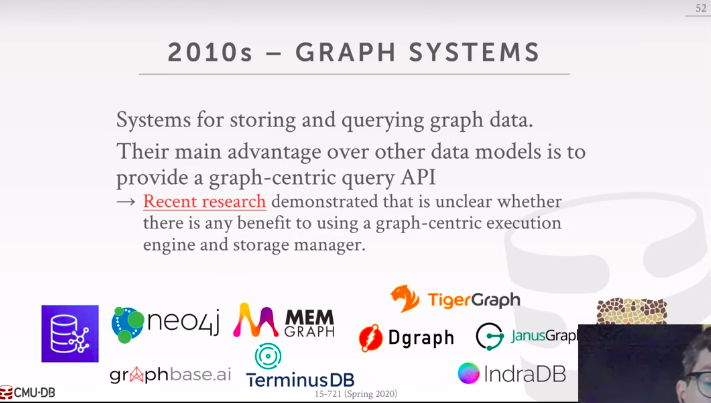 52
2010s – GRAPH SYSTEMS
Systems for storing and querying graph data.
Their main advantage over other data models is to
provide a graph-centric query API
→ Recent research demonstrated that is unclear whether
there is any benefit to using a graph-centric execution
engine and storage manager.
TigerGraph
neo4j
MEM
GRAPH
Dgraph
JanusGraph
graphbase.ai
TerminusDB
IndraDB
CMU·DB
15-721 (Spring 2020)